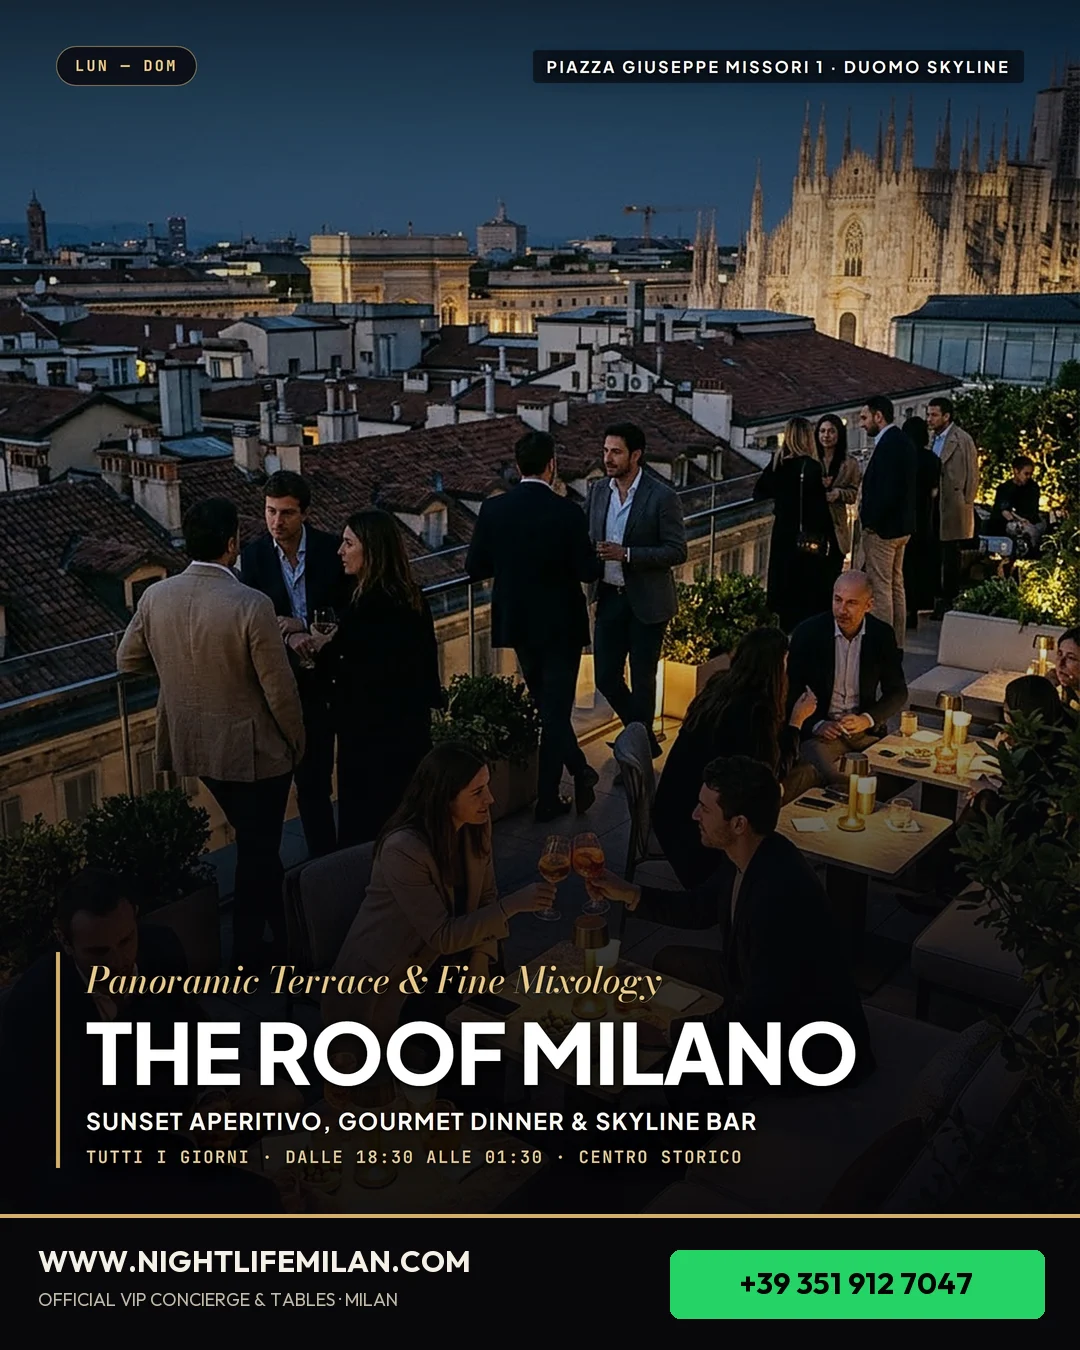 LUN — DOM
PIAZZA GIUSEPPE MISSORI 1 · DUOMO SKYLINE
Panoramic Terrace & Fine Mixology
THE ROOF MILANO
SUNSET APERITIVO, GOURMET DINNER & SKYLINE BAR
TUTTI I GIORNI · DALLE 18:30 ALLE 01:30 · CENTRO STORICO
WWW.NIGHTLIFEMILAN.COM
OFFICIAL VIP CONCIERGE & TABLES · MILAN
+39 351 912 7047